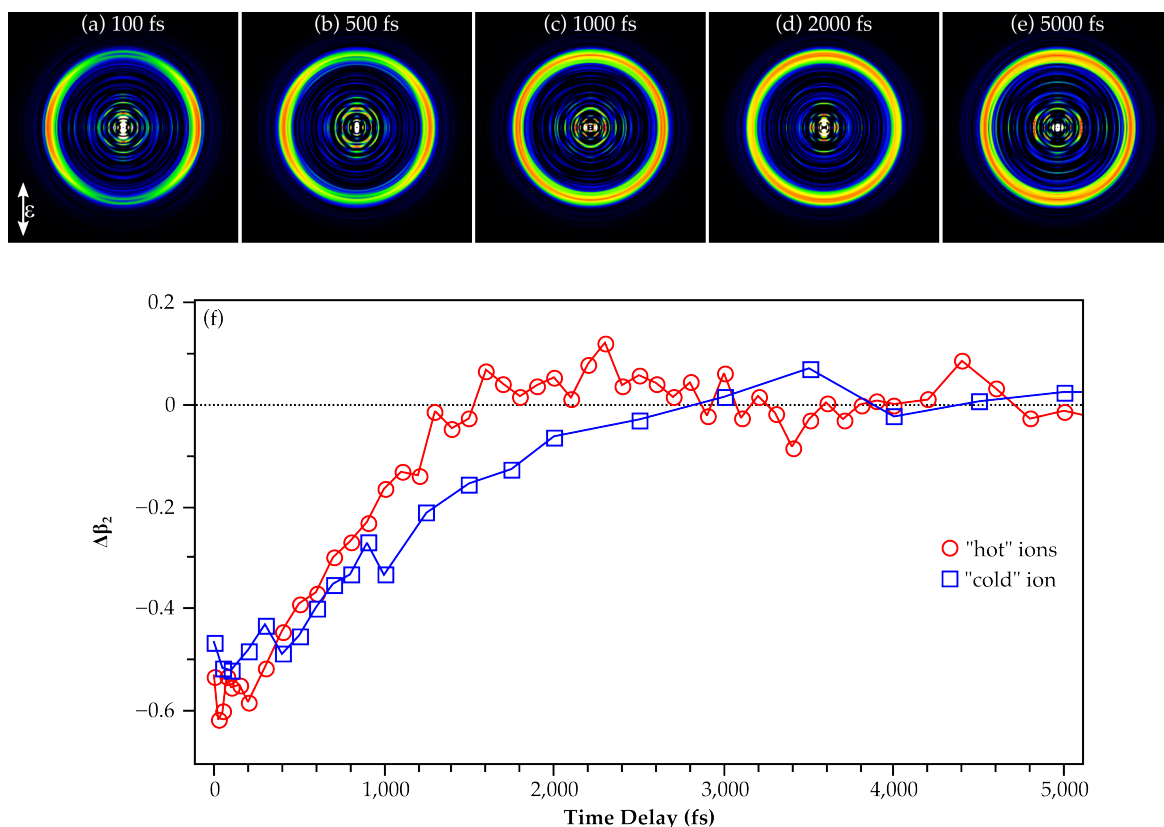 (a) 100 fs
(b) 500 fs
(c) 1000 fs
(d) 2000 fs
(e) 5000 fs
ε
(f)
0.2
0
−0.2
−0.4
−0.6
Δβ₂
"hot" ions
"cold" ion
0
1,000
2,000
3,000
4,000
5,000
Time Delay (fs)